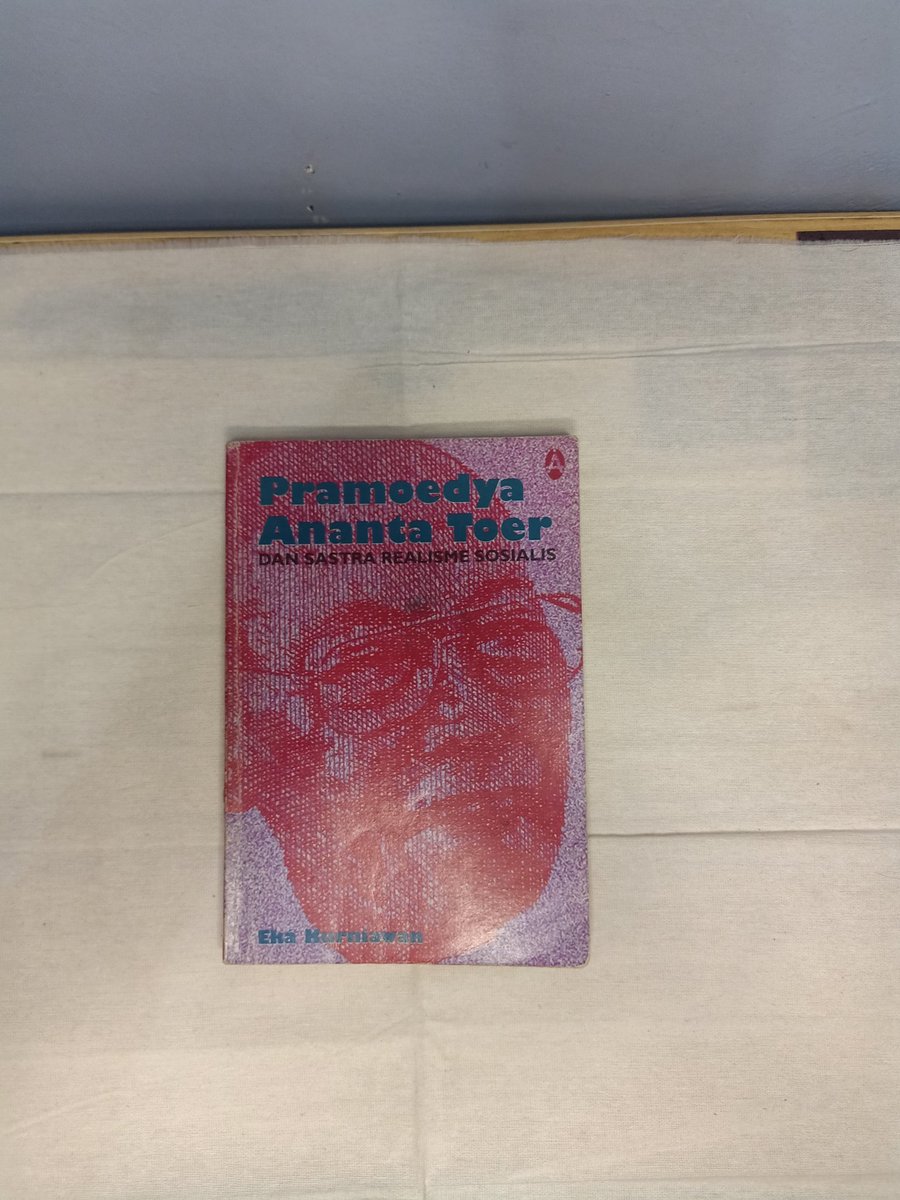 Pramoedya
Ananta Toer
DAN SASTRA REALISME SOSIALIS
Eka Kurniawan